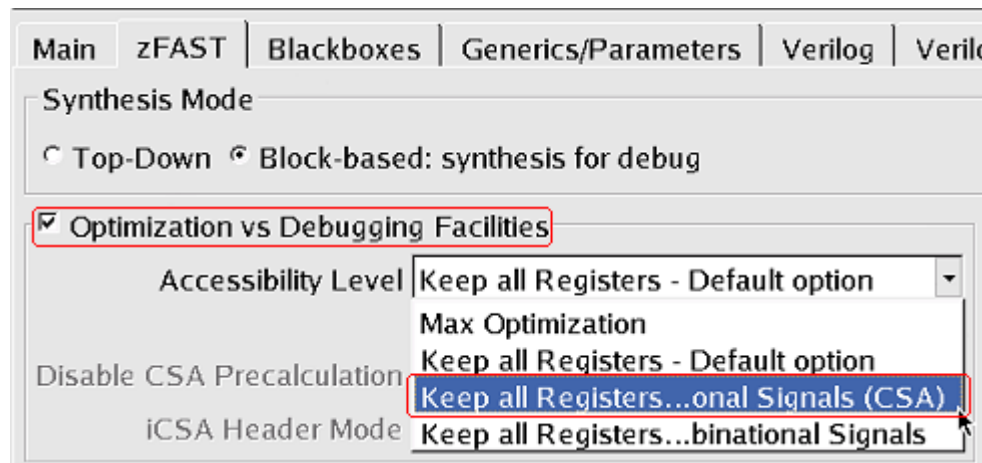 Main zFAST Blackboxes Generics/Parameters Verilog
Synthesis Mode
Top-Down Block-based: synthesis for debug
Optimization vs Debugging Facilities
Accessibility Level Keep all Registers - Default option
Max Optimization
Keep all Registers - Default option
Disable CSA Precalculation
Keep all Registers...onal Signals (CSA)
iCSA Header Mode
Keep all Registers...binational Signals